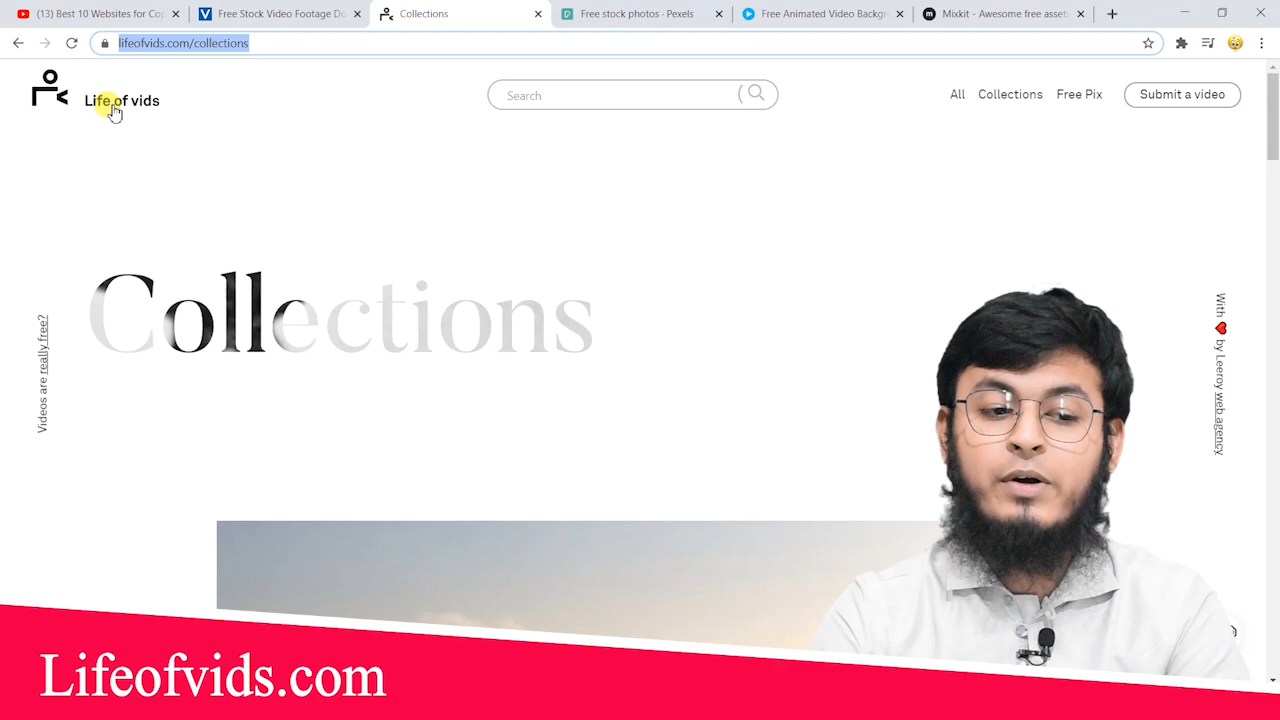 (13) Best 10 Websites for Cop
Free Stock Video Footage Do
Collections
Free stock photos · Pexels
Free Animated Video Backgr
Mixkit - Awesome free asset
lifeofvids.com/collections
Life of vids
Search
All
Collections
Free Pix
Submit a video
Collections
Videos are really free?
With ❤ by Leeroy web agency
Lifeofvids.com